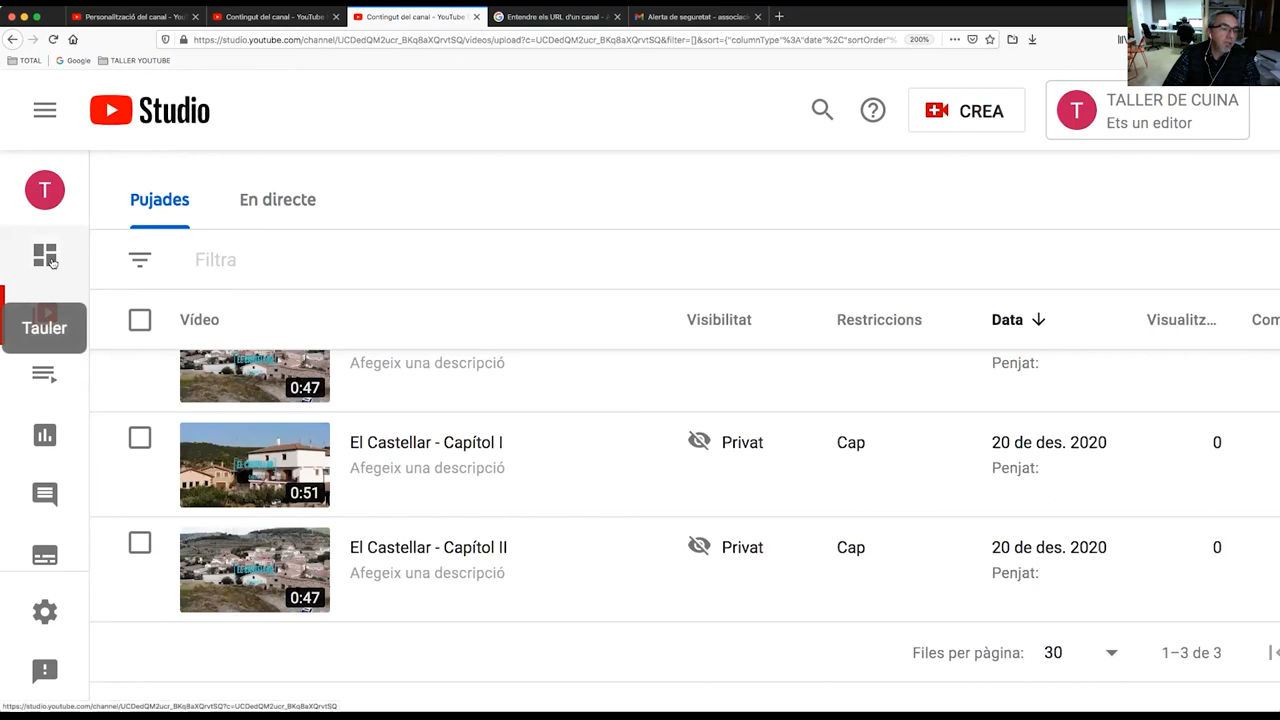 Personalització del canal - You
Contingut del canal - YouTube
Contingut del canal - YouTube
Entendre els URL d'un canal - A
Alerta de seguretat - associac
https://studio.youtube.com/channel/UCDedQM2ucr_BKq8aXQrvtSQ/videos/upload?c=UCDedQM2ucr_BKq8aXQrvtSQ&filter=[]&sort={"columnType"%3A"date"%2C"sortOrder"
200%
TOTAL
Google
TALLER YOUTUBE
Studio
CREA
T
TALLER DE CUINA
Ets un editor
T
Pujades
En directe
Filtra
Tauler
Vídeo
Visibilitat
Restriccions
Data
Visualitz...
Com
Afegeix una descripció
Penjat:
0:47
El Castellar - Capítol I
Privat
Cap
20 de des. 2020
0
Afegeix una descripció
Penjat:
0:51
El Castellar - Capítol II
Privat
Cap
20 de des. 2020
0
Afegeix una descripció
Penjat:
0:47
Files per pàgina:
30
1–3 de 3
https://studio.youtube.com/channel/UCDedQM2ucr_BKq8aXQrvtSQ?c=UCDedQM2ucr_BKq8aXQrvtSQ